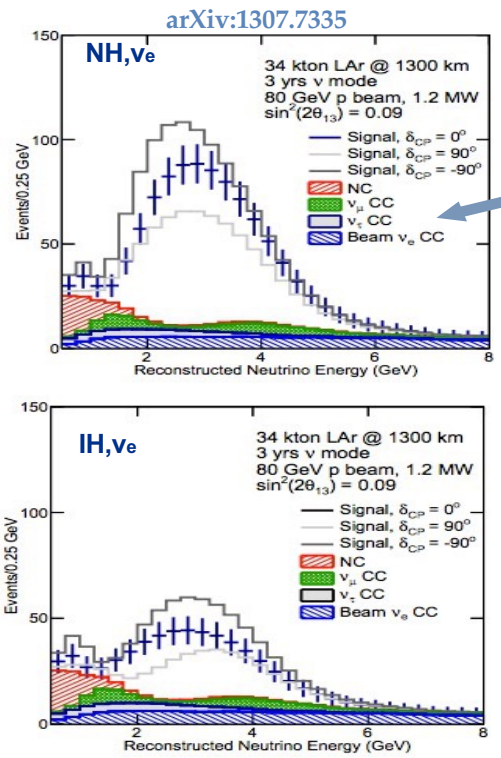 arXiv:1307.7335
NH,νe
34 kton LAr @ 1300 km
3 yrs ν mode
80 GeV p beam, 1.2 MW
sin²(2θ₁₃) = 0.09
Signal, δCP = 0°
Signal, δCP = 90°
Signal, δCP = -90°
NC
νμ CC
ντ CC
Beam νe CC
Events/0.25 GeV
150
100
50
0
2 4 6 8
Reconstructed Neutrino Energy (GeV)
IH,νe
34 kton LAr @ 1300 km
3 yrs ν mode
80 GeV p beam, 1.2 MW
sin²(2θ₁₃) = 0.09
Signal, δCP = 0°
Signal, δCP = 90°
Signal, δCP = -90°
NC
νμ CC
ντ CC
Beam νe CC
Events/0.25 GeV
150
100
50
0
2 4 6 8
Reconstructed Neutrino Energy (GeV)